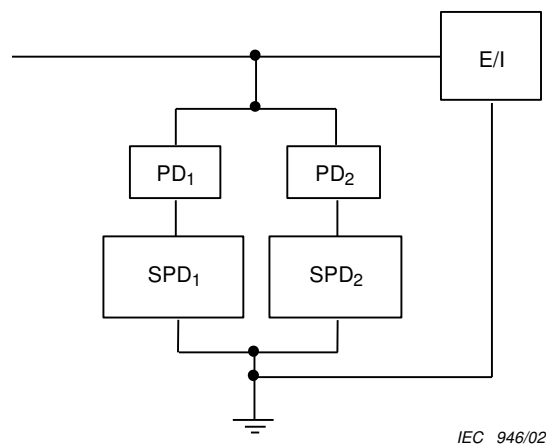 E/I
PD₁
PD₂
SPD₁
SPD₂
IEC 946/02